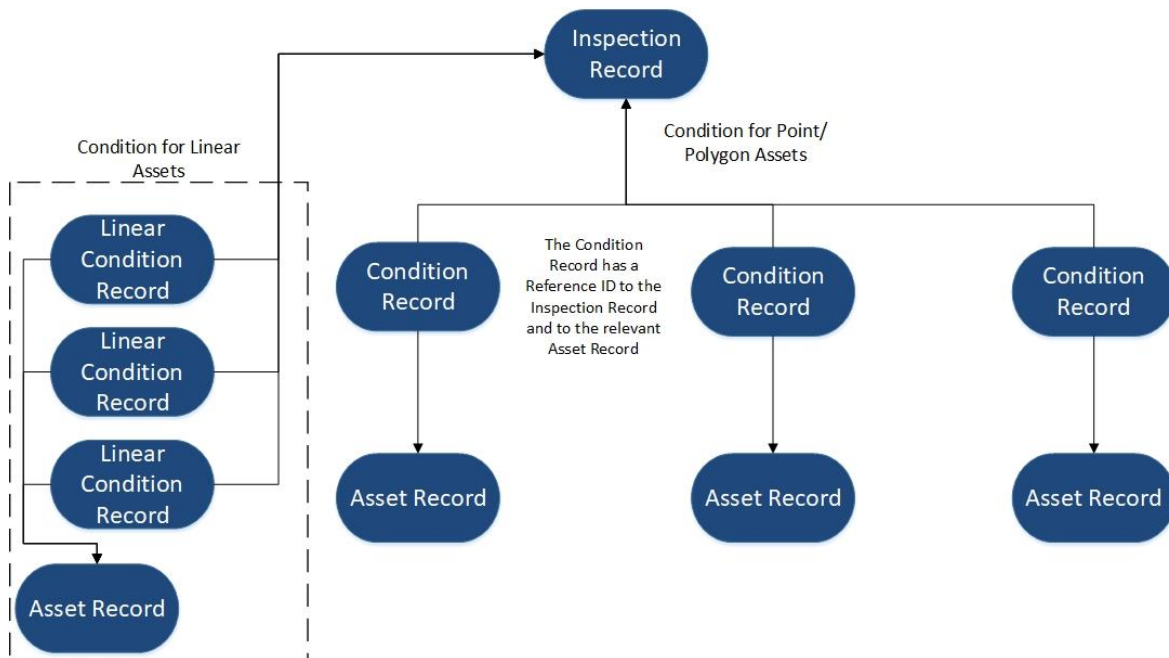 Inspection
Record
Condition for Linear
Assets
Condition for Point/
Polygon Assets
Linear
Condition
Record
Linear
Condition
Record
Linear
Condition
Record
Asset Record
The Condition
Record has a
Reference ID to the
Inspection Record
and to the relevant
Asset Record
Condition
Record
Condition
Record
Condition
Record
Asset Record
Asset Record
Asset Record